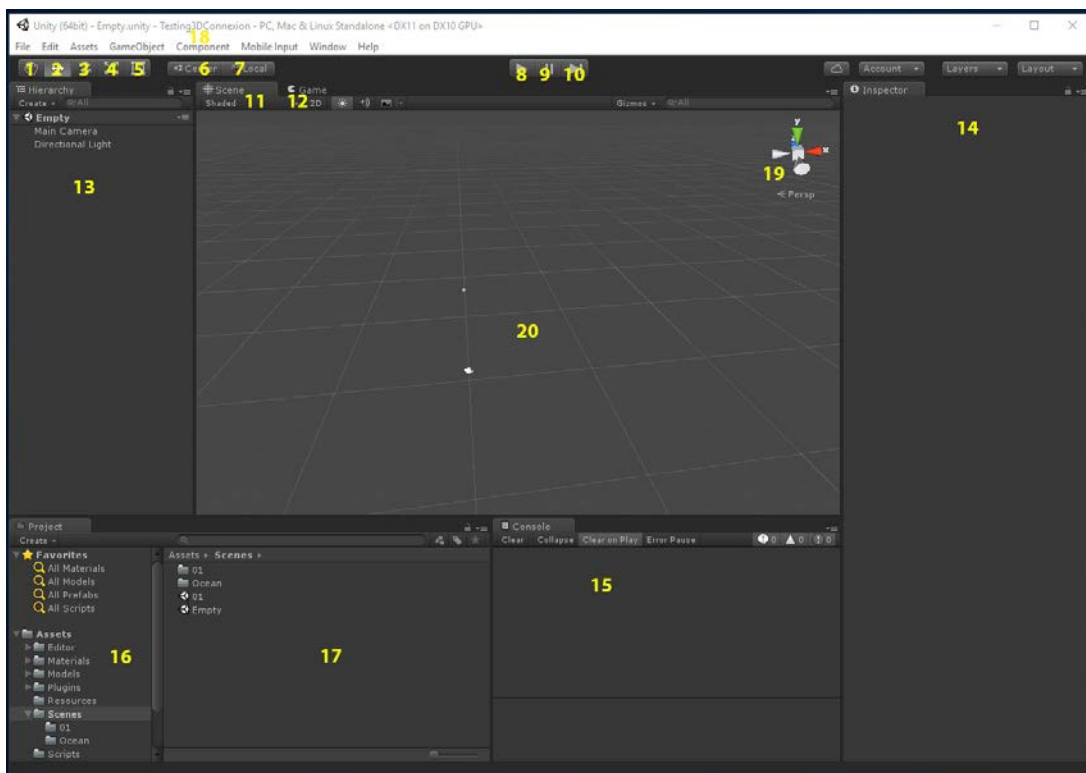 Unity (64bit) - Empty.unity - Testing3DConnexion - PC, Mac & Linux Standalone <DX11 on DX10 GPU>
18
File Edit Assets GameObject Component Mobile Input Window Help
1 2 3 4 5 6 7 Local 8 9 10 Account Layers Layout
Hierarchy Scene Game Inspector
Create All Shaded 11 12 2D Gizmos All
Empty
Main Camera
Directional Light
13
14
y
x
19
Persp
20
Project Console
Create Clear Collapse Clear on Play Error Pause 0 0 0
Favorites Assets Scenes
All Materials 01
All Models Ocean
All Prefabs 01
All Scripts Empty
15
Assets
Editor
Materials 16 17
Models
Plugins
Resources
Scenes
01
Ocean
Scripts